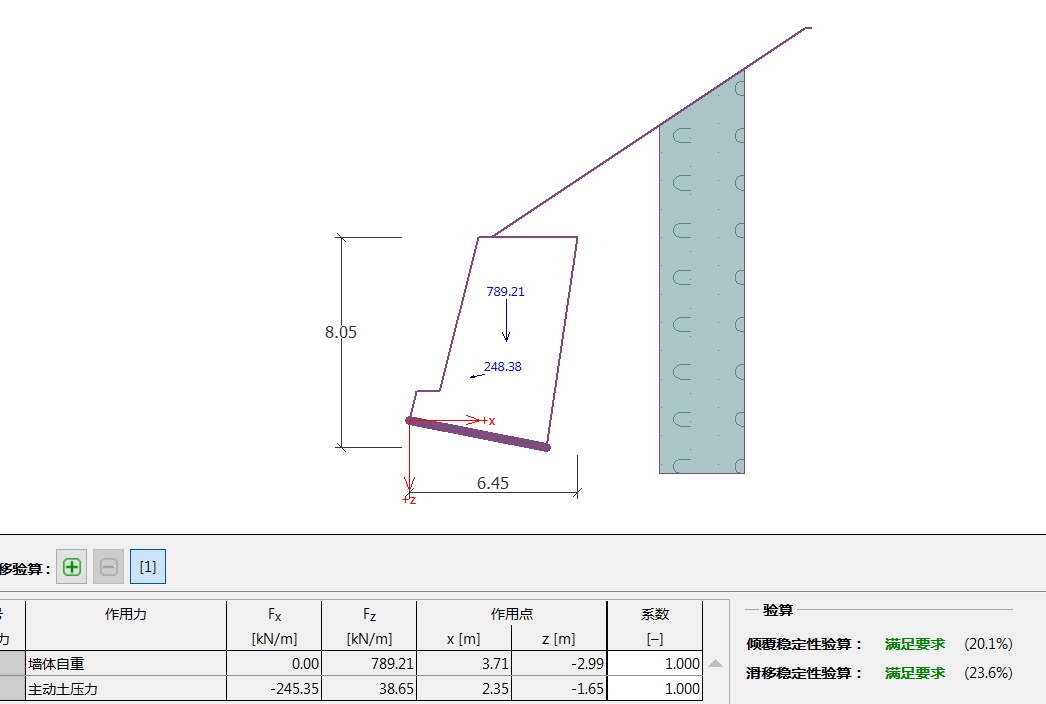 789.21
8.05
248.38
+x
6.45
+z
移验算： [1]
号 作用力 Fx Fz 作用点 系数
力 [kN/m] [kN/m] x [m] z [m] [–]
墙体自重 0.00 789.21 3.71 -2.99 1.000
主动土压力 -245.35 38.65 2.35 -1.65 1.000
验算
倾覆稳定性验算： 满足要求 (20.1%)
滑移稳定性验算： 满足要求 (23.6%)